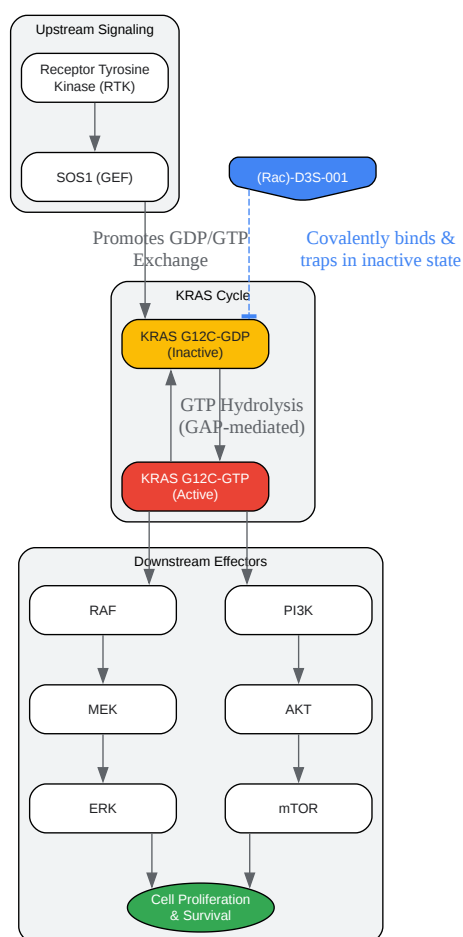 Upstream Signaling
Receptor Tyrosine
Kinase (RTK)
SOS1 (GEF)
(Rac)-D3S-001
Promotes GDP/GTP
Exchange
Covalently binds &
traps in inactive state
KRAS Cycle
KRAS G12C-GDP
(Inactive)
GTP Hydrolysis
(GAP-mediated)
KRAS G12C-GTP
(Active)
Downstream Effectors
RAF
PI3K
MEK
AKT
ERK
mTOR
Cell Proliferation
& Survival